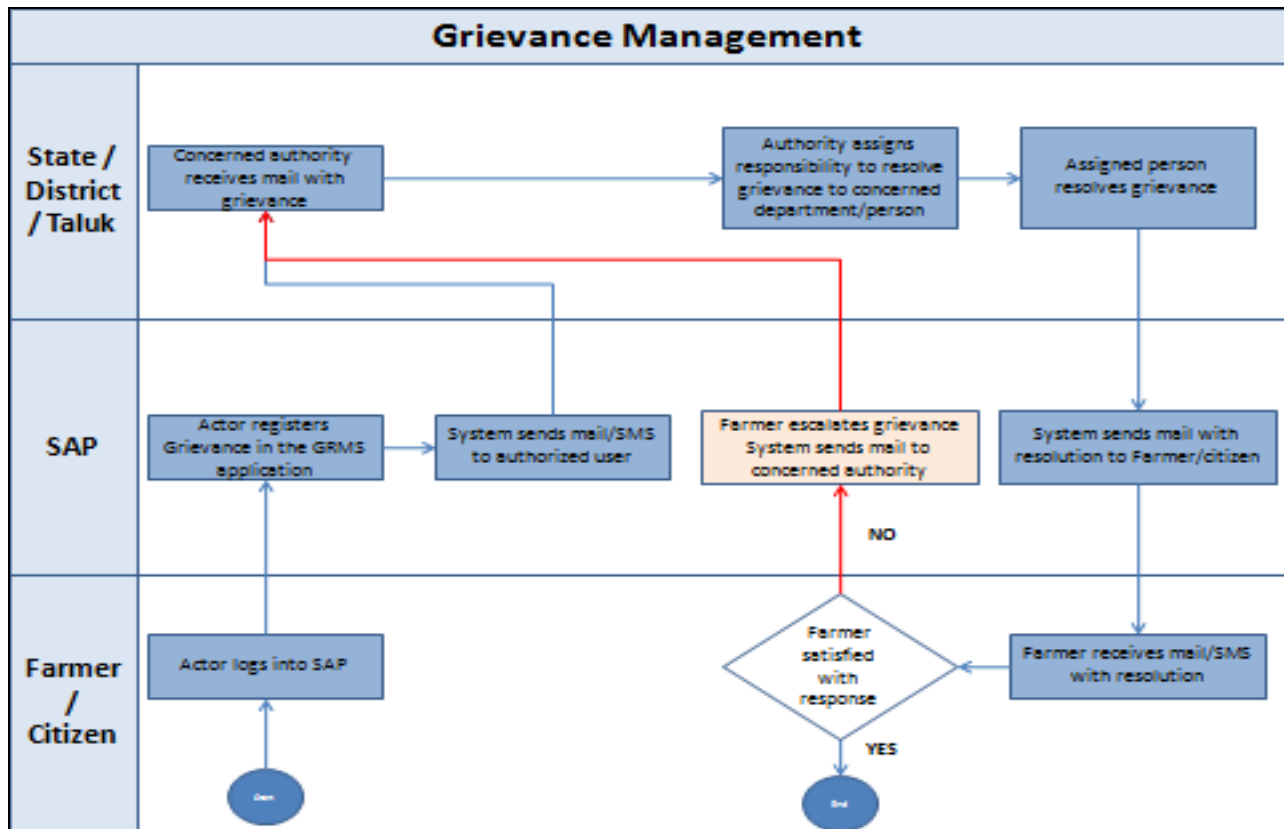 Grievance Management
State /
District
/ Taluk
Concerned authority
receives mail with
grievance
Authority assigns
responsibility to resolve
grievance to concerned
department/person
Assigned person
resolves grievance
SAP
Actor registers
Grievance in the GRMS
application
System sends mail/SMS
to authorized user
Farmer escalates grievance
System sends mail to
concerned authority
System sends mail with
resolution to Farmer/citizen
NO
Farmer
/
Citizen
Actor logs into SAP
Farmer
satisfied
with
response
Farmer receives mail/SMS
with resolution
YES
Start
End